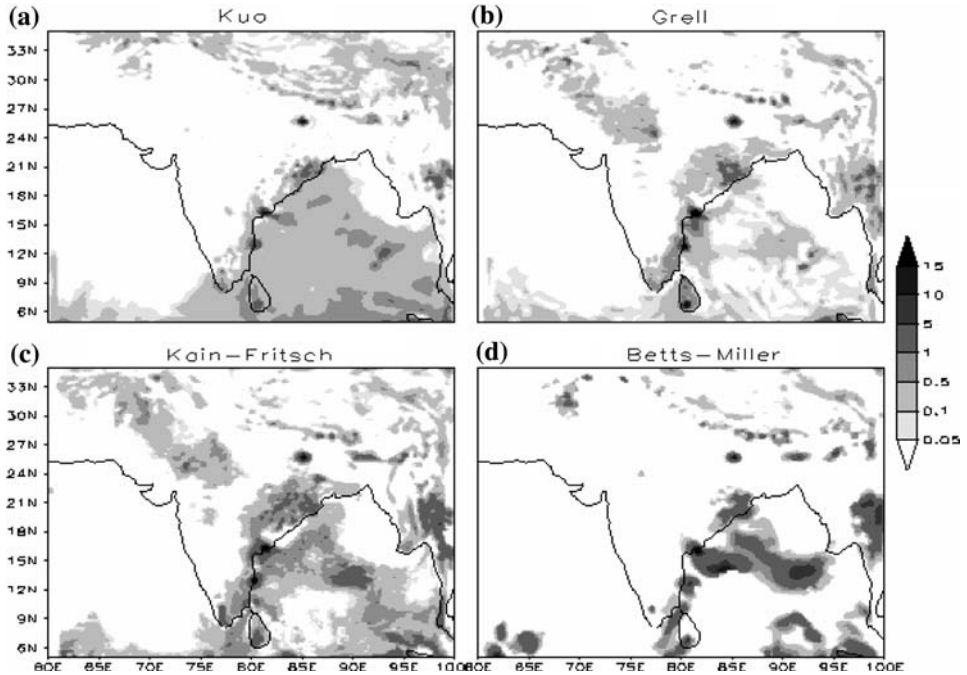 (a) Kuo
(b) Grell
33N
30N
27N
24N
21N
18N
15N
12N
9N
6N
(c) Kain-Fritsch
(d) Betts-Miller
15
10
5
1
0.5
0.1
0.05
33N
30N
27N
24N
21N
18N
15N
12N
9N
6N
60E 65E 70E 75E 80E 85E 90E 95E 100E
60E 65E 70E 75E 80E 85E 90E 95E 100E